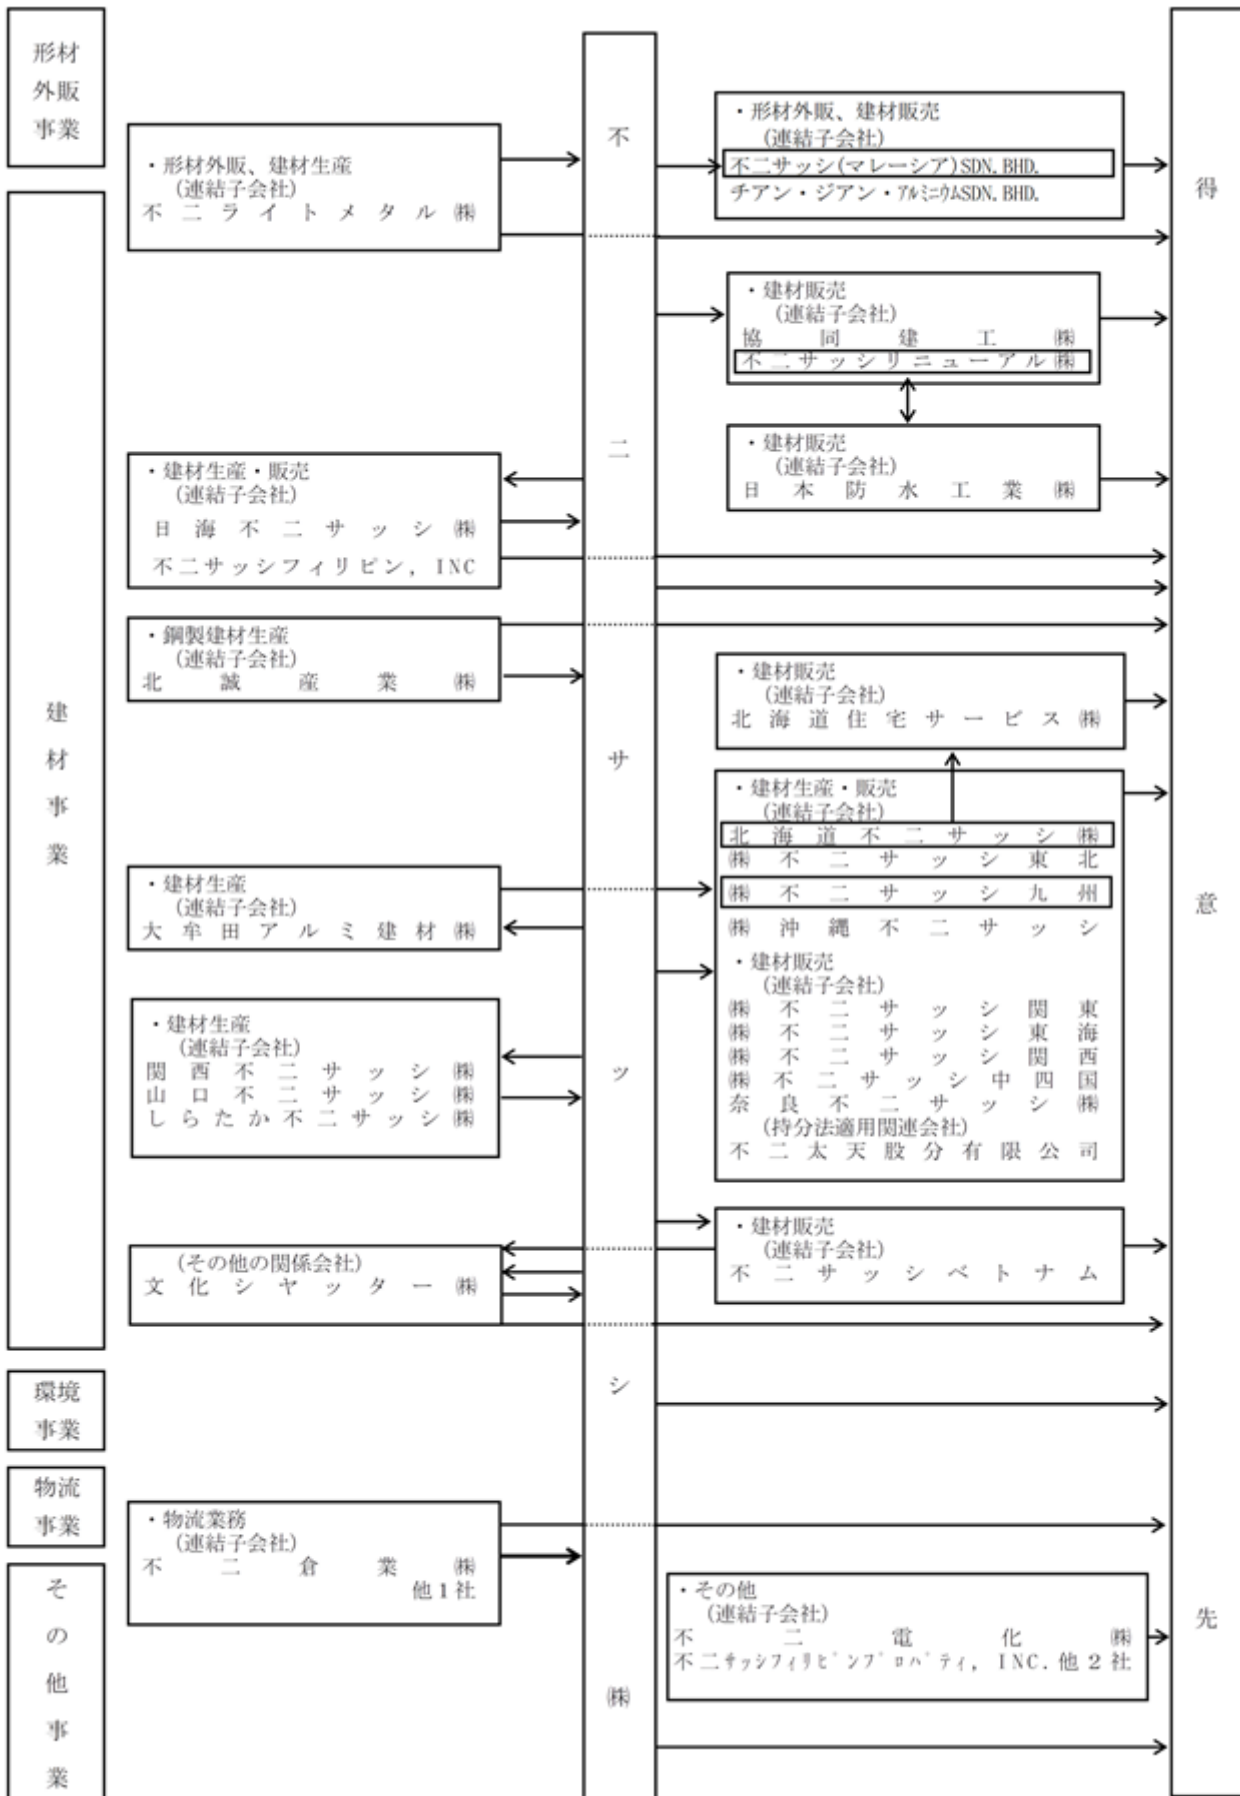 形材
外販
事業
建
材
事
業
環境
事業
物流
事業
そ
の
他
事
業
・形材外販、建材生産
(連結子会社)
不二ライトメタル㈱
・建材生産・販売
(連結子会社)
日海不二サッシ㈱
不二サッシフィリピン, INC
・鋼製建材生産
(連結子会社)
北誠産業㈱
・建材生産
(連結子会社)
大牟田アルミ建材㈱
・建材生産
(連結子会社)
関西不二サッシ㈱
山口不二サッシ㈱
しらたか不二サッシ㈱
(その他の関係会社)
文化シヤッター㈱
・物流業務
(連結子会社)
不二倉業㈱
他1社
不
二
サ
ッ
シ
㈱
・形材外販、建材販売
(連結子会社)
不二サッシ(マレーシア)SDN.BHD.
チアン・ジアン・ｱﾙﾐﾆｳﾑSDN.BHD.
・建材販売
(連結子会社)
協同建工㈱
不二サッシリニューアル㈱
・建材販売
(連結子会社)
日本防水工業㈱
・建材販売
(連結子会社)
北海道住宅サービス㈱
・建材生産・販売
(連結子会社)
北海道不二サッシ㈱
㈱不二サッシ東北
㈱不二サッシ九州
㈱沖縄不二サッシ
・建材販売
(連結子会社)
㈱不二サッシ関東
㈱不二サッシ東海
㈱不二サッシ関西
㈱不二サッシ中四国
奈良不二サッシ㈱
(持分法適用関連会社)
不二太天股分有限公司
・建材販売
(連結子会社)
不二サッシベトナム
・その他
(連結子会社)
不二電化㈱
不二ｻｯｼﾌｨﾘﾋﾟﾝﾌﾟﾛﾊﾟﾃｨ, INC.他2社
得
意
先